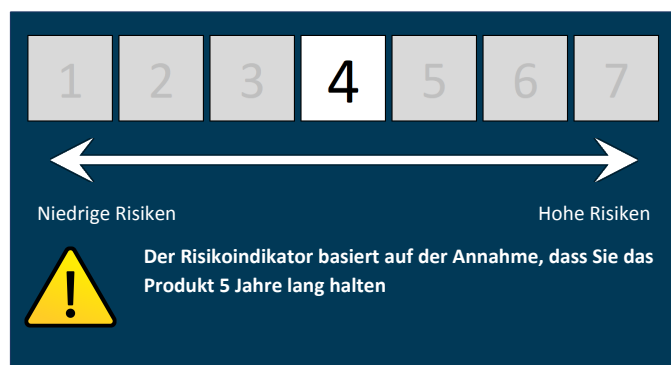 1 2 3 4 5 6 7
Niedrige Risiken Hohe Risiken
Der Risikoindikator basiert auf der Annahme, dass Sie das
Produkt 5 Jahre lang halten